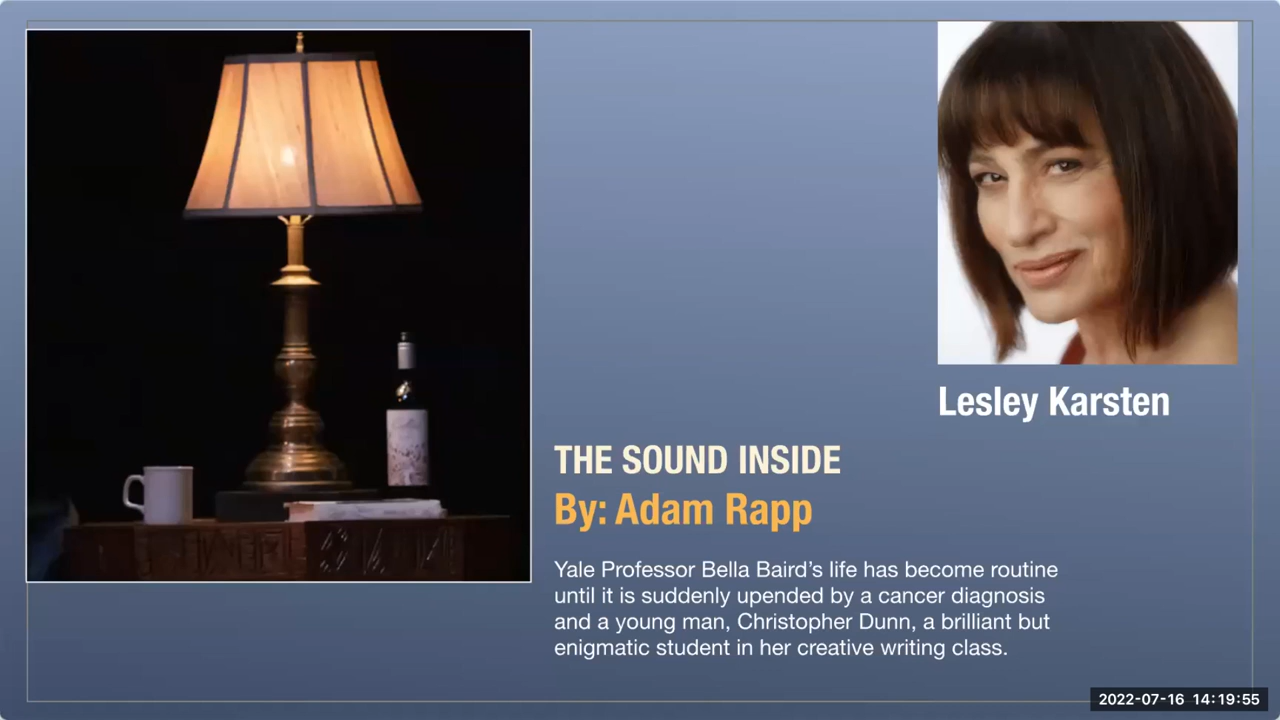 Lesley Karsten
THE SOUND INSIDE
By: Adam Rapp
Yale Professor Bella Baird’s life has become routine
until it is suddenly upended by a cancer diagnosis
and a young man, Christopher Dunn, a brilliant but
enigmatic student in her creative writing class.
2022-07-16 14:19:55